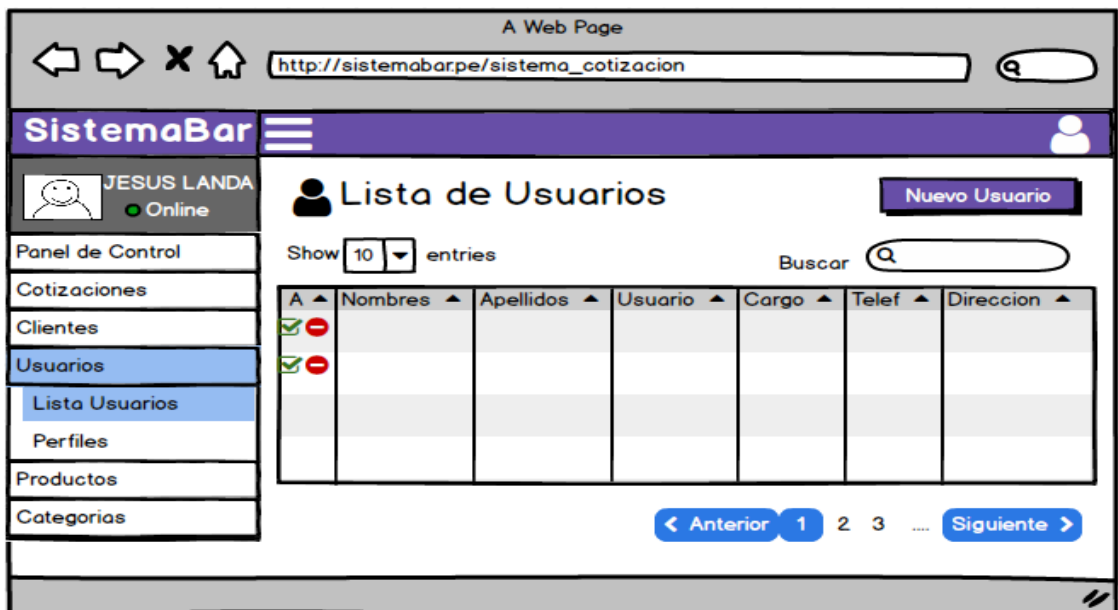 A Web Page
http://sistemabar.pe/sistema_cotizacion
SistemaBar
JESUS LANDA
Online
Panel de Control
Cotizaciones
Clientes
Usuarios
Lista Usuarios
Perfiles
Productos
Categorias
Lista de Usuarios
Nuevo Usuario
Show 10 entries
Buscar
A Nombres Apellidos Usuario Cargo Telef Direccion
Anterior 1 2 3 .... Siguiente